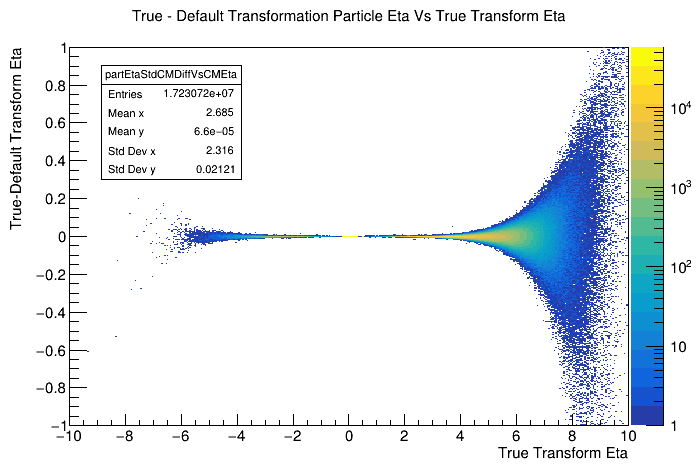 True - Default Transformation Particle Eta Vs True Transform Eta
True-Default Transform Eta
partEtaStdCMDiffVsCMEta
Entries 1.723072e+07
Mean x 2.685
Mean y 6.6e−05
Std Dev x 2.316
Std Dev y 0.02121
1
0.8
0.6
0.4
0.2
0
−0.2
−0.4
−0.6
−0.8
−1
−10 −8 −6 −4 −2 0 2 4 6 8 10
True Transform Eta
10⁴
10³
10²
10
1